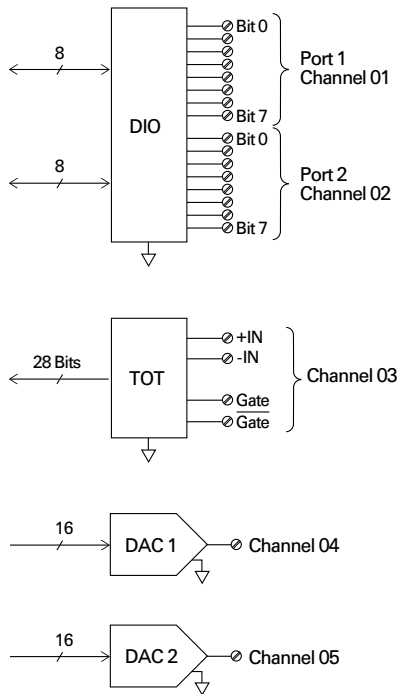 Bit 0
8
Port 1
Channel 01
DIO
Bit 7
Bit 0
8
Port 2
Channel 02
Bit 7
+IN
28 Bits
-IN
TOT
Channel 03
Gate
Gate
16
DAC 1
Channel 04
16
DAC 2
Channel 05